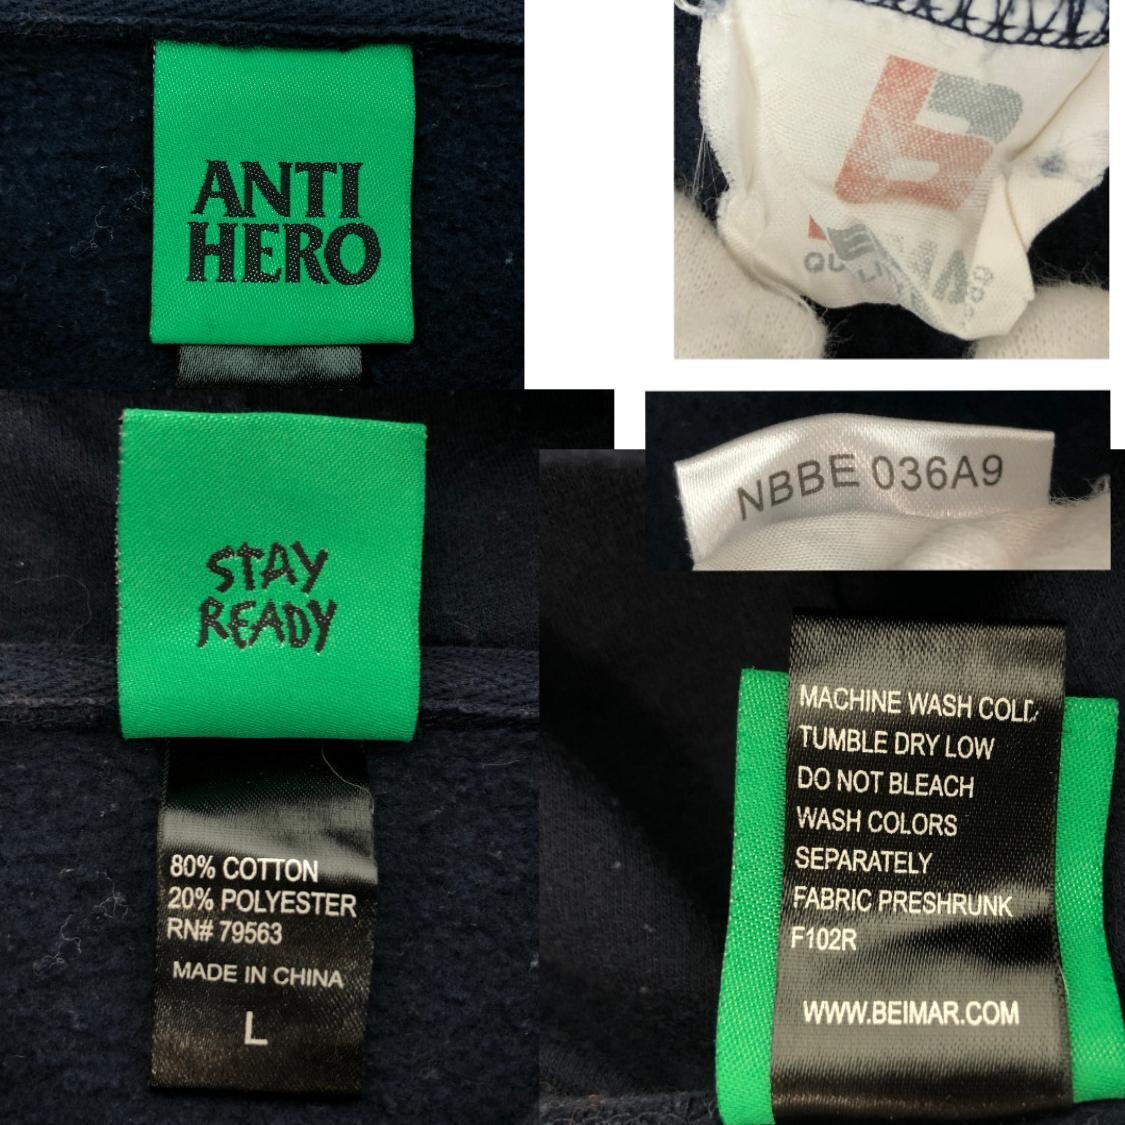 ANTI
HERO
NBBE 036A9
STAY
READY
80% COTTON
20% POLYESTER
RN# 79563
MADE IN CHINA
L
MACHINE WASH COLD
TUMBLE DRY LOW
DO NOT BLEACH
WASH COLORS
SEPARATELY
FABRIC PRESHRUNK
F102R
WWW.BEIMAR.COM